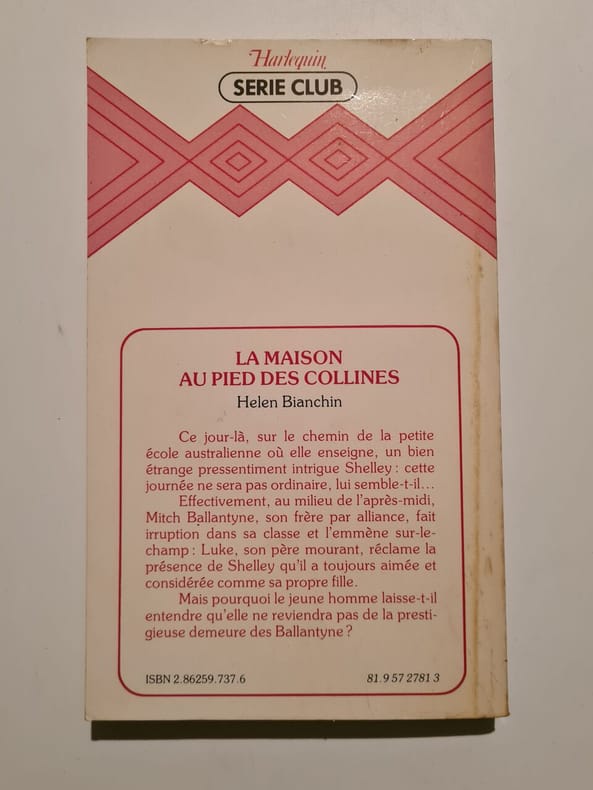 Harlequin
SERIE CLUB
LA MAISON
AU PIED DES COLLINES
Helen Bianchin
Ce jour-là, sur le chemin de la petite
école australienne où elle enseigne, un bien
étrange pressentiment intrigue Shelley : cette
journée ne sera pas ordinaire, lui semble-t-il...
Effectivement, au milieu de l'après-midi,
Mitch Ballantyne, son frère par alliance, fait
irruption dans sa classe et l'emmène sur-le-
champ : Luke, son père mourant, réclame la
présence de Shelley qu'il a toujours aimée et
considérée comme sa propre fille.
Mais pourquoi le jeune homme laisse-t-il
entendre qu'elle ne reviendra pas de la presti-
gieuse demeure des Ballantyne ?
ISBN 2.86259.737.6
81.9 57 2781 3